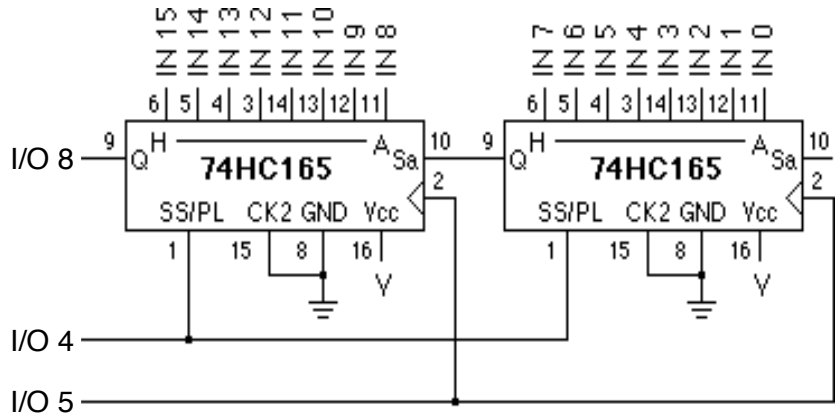 IN 15 IN 14 IN 13 IN 12 IN 11 IN 10 IN 9 IN 8 IN 7 IN 6 IN 5 IN 4 IN 3 IN 2 IN 1 IN 0
6 5 4 3 14 13 12 11 6 5 4 3 14 13 12 11
I/O 8 9 Q H A Sa 10 9 Q H A Sa 10
74HC165 2 74HC165 2
SS/PL CK2 GND Vcc SS/PL CK2 GND Vcc
1 15 8 16 1 15 8 16
V V
I/O 4
I/O 5